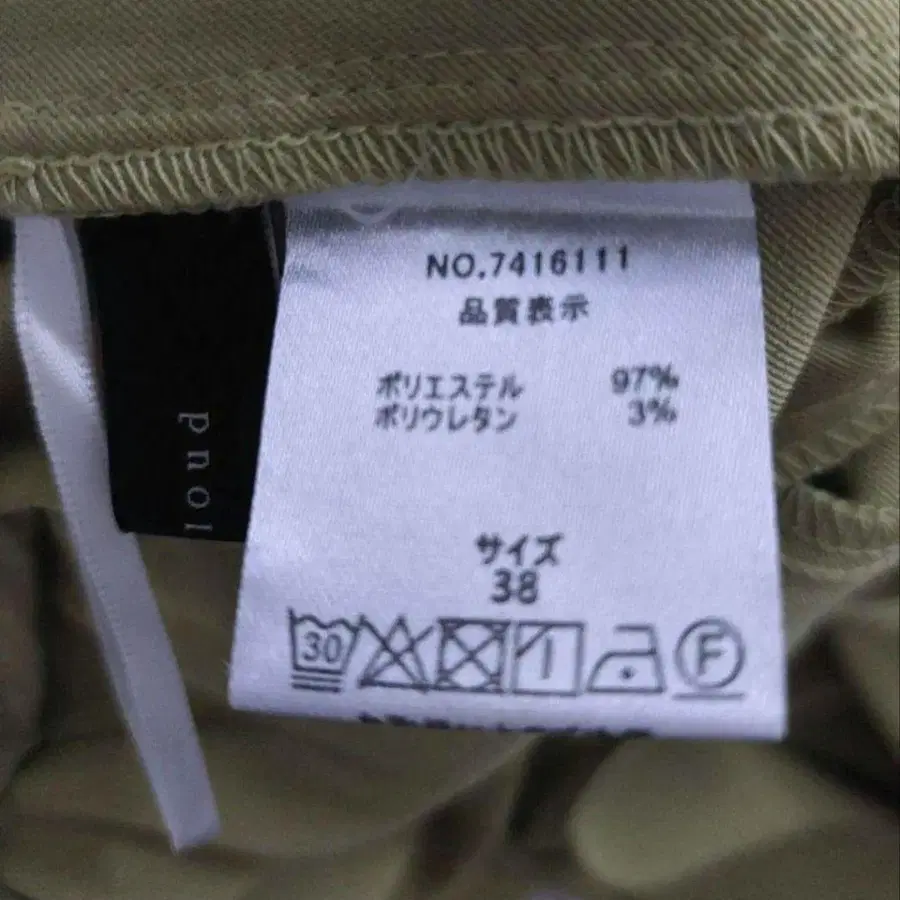 NO.7416111
品質表示
ポリエステル 97%
ポリウレタン 3%
サイズ
38
30 F
ound